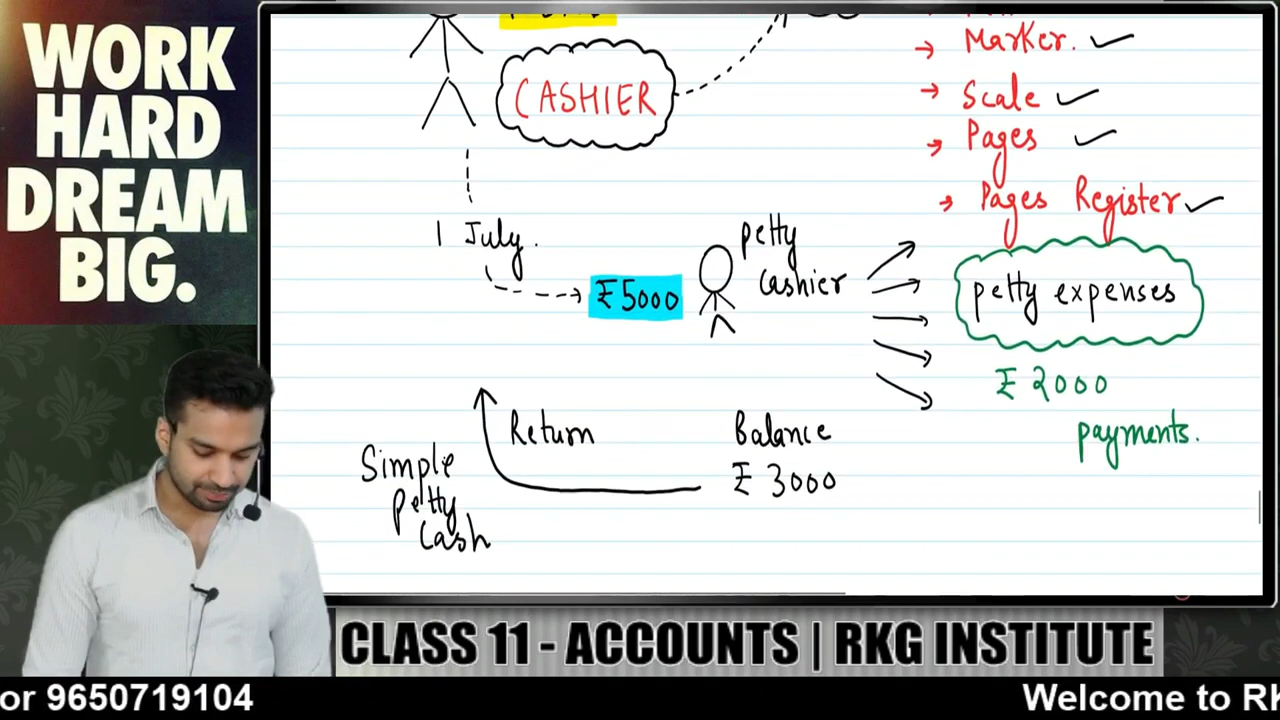 WORK
HARD
DREAM
BIG.
CASHIER
→ Marker. ✓
→ Scale ✓
→ Pages ✓
→ Pages Register ✓
1 July.
₹5000
petty
cashier
petty expenses
₹ 2000
payments.
Return
Balance
₹ 3000
Simple
Petty
Cash
CLASS 11 - ACCOUNTS | RKG INSTITUTE
or 9650719104
Welcome to RK